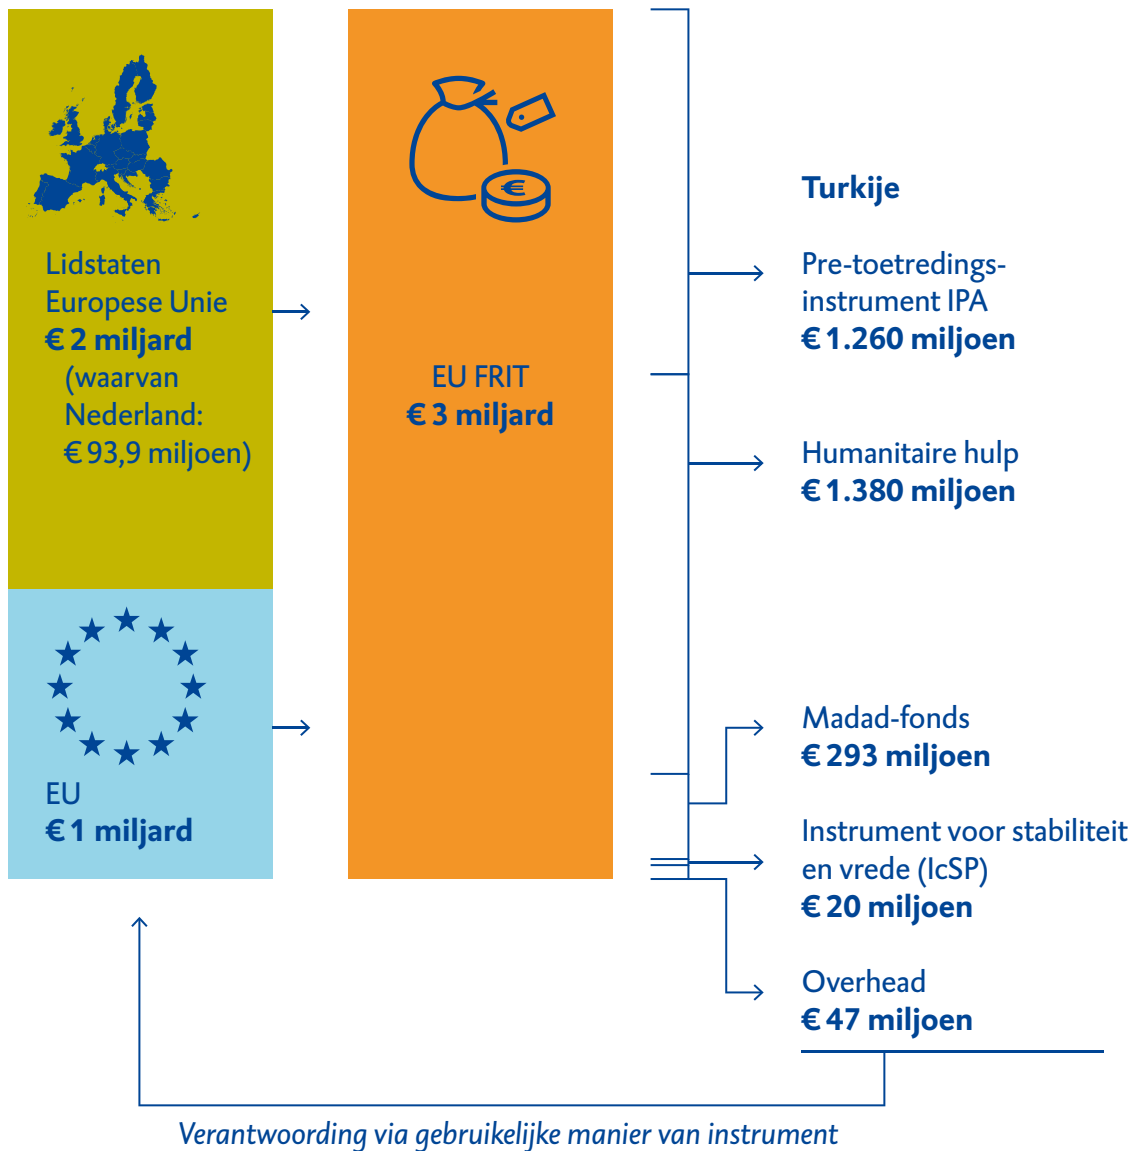 Lidstaten
Europese Unie
€ 2 miljard
(waarvan
Nederland:
€ 93,9 miljoen)
EU
€ 1 miljard
EU FRIT
€ 3 miljard
€
Turkije
Pre-toetredings-
instrument IPA
€ 1.260 miljoen
Humanitaire hulp
€ 1.380 miljoen
Madad-fonds
€ 293 miljoen
Instrument voor stabiliteit
en vrede (IcSP)
€ 20 miljoen
Overhead
€ 47 miljoen
Verantwoording via gebruikelijke manier van instrument